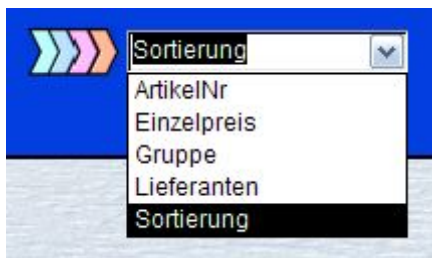 Sortierung
ArtikelNr
Einzelpreis
Gruppe
Lieferanten
Sortierung